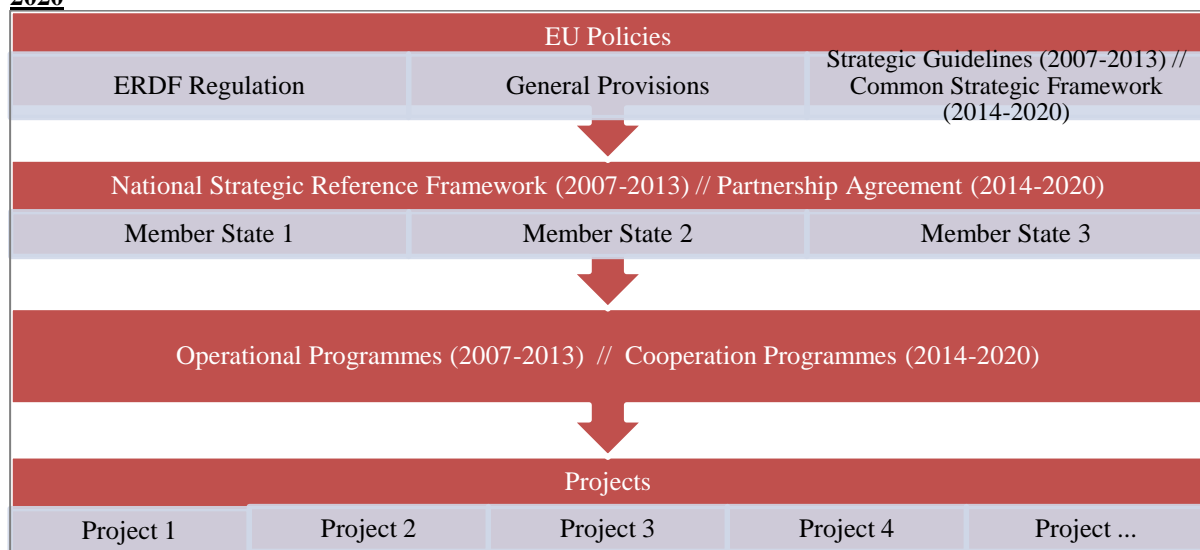 2020
EU Policies
ERDF Regulation
General Provisions
Strategic Guidelines (2007-2013) //
Common Strategic Framework
(2014-2020)
National Strategic Reference Framework (2007-2013) // Partnership Agreement (2014-2020)
Member State 1
Member State 2
Member State 3
Operational Programmes (2007-2013) // Cooperation Programmes (2014-2020)
Projects
Project 1
Project 2
Project 3
Project 4
Project ...